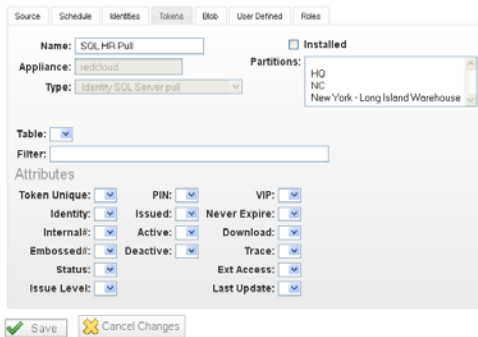 Source Schedule Identities Tokens Blob User Defined Roles
Name: SQL HR Pull Installed
Appliance: redcloud Partitions:
HQ
Type: Identity SQL Server pull NC
New York - Long Island Warehouse
Table:
Filter:
Attributes
Token Unique: PIN: VIP:
Identity: Issued: Never Expire:
Internal#: Active: Download:
Embossed#: Deactive: Trace:
Status: Ext Access:
Issue Level: Last Update:
Save Cancel Changes